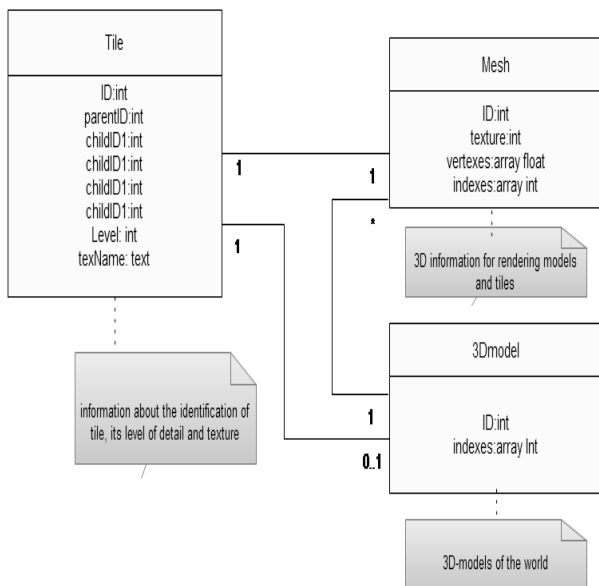 Tile
ID:int
parentID:int
childID1:int
childID1:int
childID1:int
childID1:int
Level: int
texName: text
Mesh
ID:int
texture:int
vertexes:array float
indexes:array int
1
1
*
1
3D information for rendering models
and tiles
3Dmodel
ID:int
indexes:array Int
1
0..1
information about the identification of
tile, its level of detail and texture
3D-models of the world